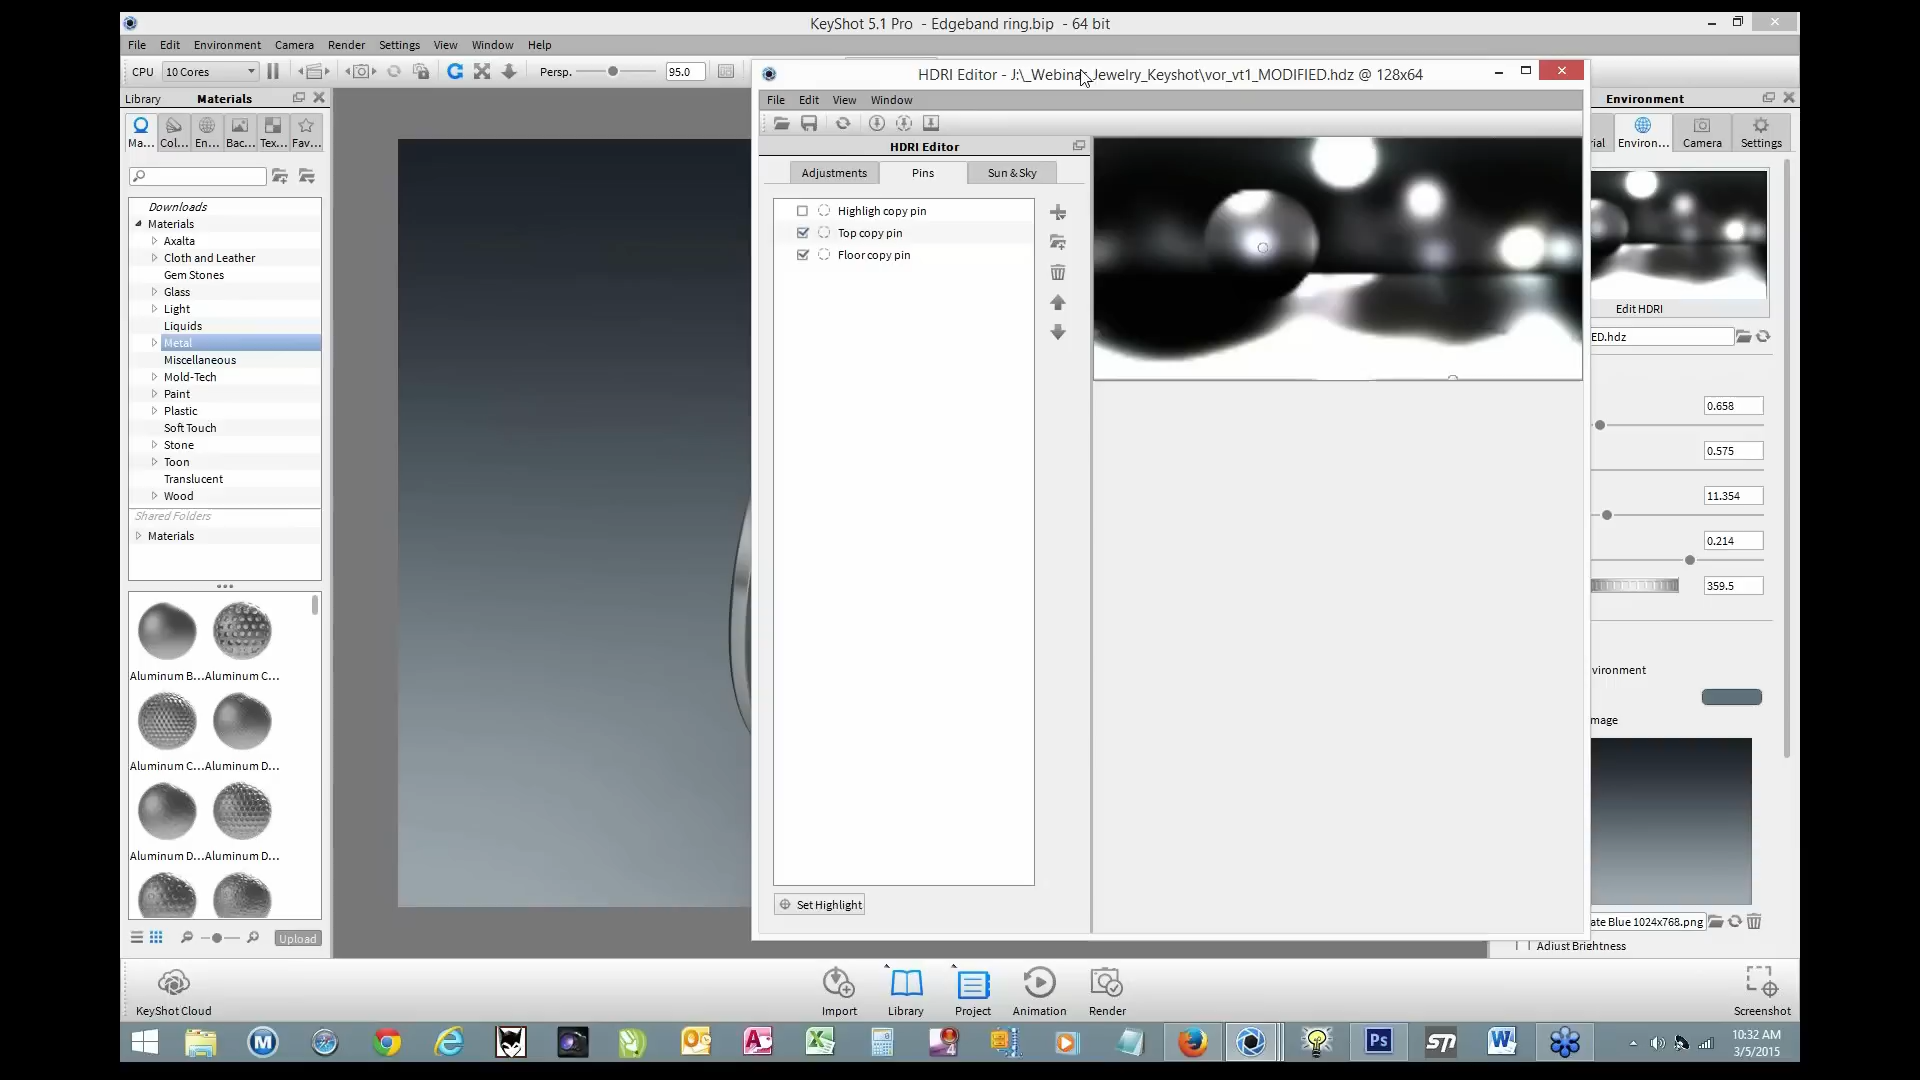 KeyShot 5.1 Pro - Edgeband ring.bip - 64 bit
File Edit Environment Camera Render Settings View Window Help
CPU 10 Cores Persp. 95.0
Library Materials
Ma... Col... En... Bac... Tex... Fav...
Downloads
Materials
Axalta
Cloth and Leather
Gem Stones
Glass
Light
Liquids
Metal
Miscellaneous
Mold-Tech
Paint
Plastic
Soft Touch
Stone
Toon
Translucent
Wood
Shared Folders
Materials
Aluminum B... Aluminum C...
Aluminum C... Aluminum D...
Aluminum D... Aluminum D...
Upload
HDRI Editor - J:\_Webina Jewelry_Keyshot\vor_vt1_MODIFIED.hdz @ 128x64
File Edit View Window
HDRI Editor
Adjustments Pins Sun & Sky
Highligh copy pin
Top copy pin
Floor copy pin
Set Highlight
Environment
ial Environ... Camera Settings
Edit HDRI
ED.hdz
0.658
0.575
11.354
0.214
359.5
vironment
mage
ate Blue 1024x768.png
Adjust Brightness
KeyShot Cloud Import Library Project Animation Render Screenshot
10:32 AM
3/5/2015